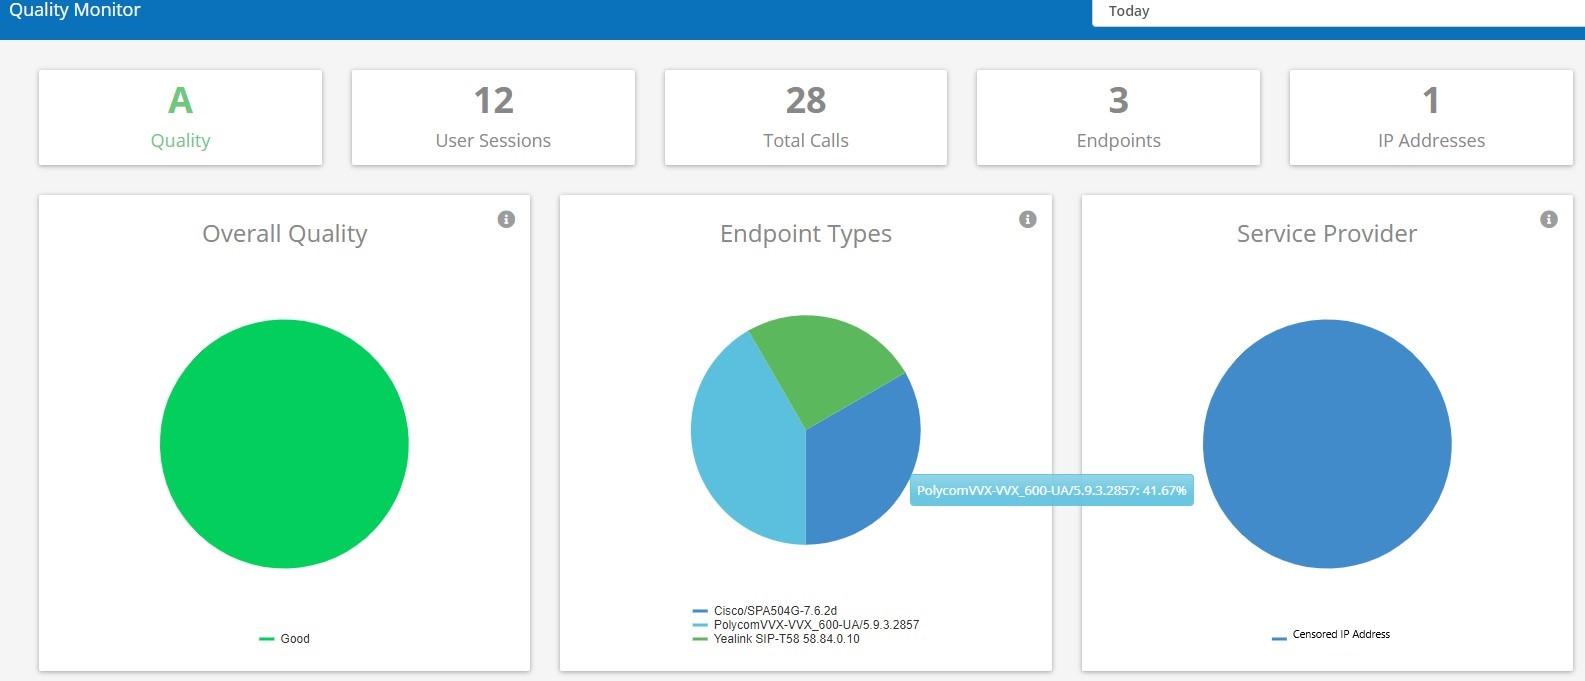 Quality Monitor
Today
A
Quality
12
User Sessions
28
Total Calls
3
Endpoints
1
IP Addresses
Overall Quality
Good
Endpoint Types
PolycomVVX-VVX_600-UA/5.9.3.2857: 41.67%
Cisco/SPA504G-7.6.2d
PolycomVVX-VVX_600-UA/5.9.3.2857
Yealink SIP-T58 58.84.0.10
Service Provider
Censored IP Address